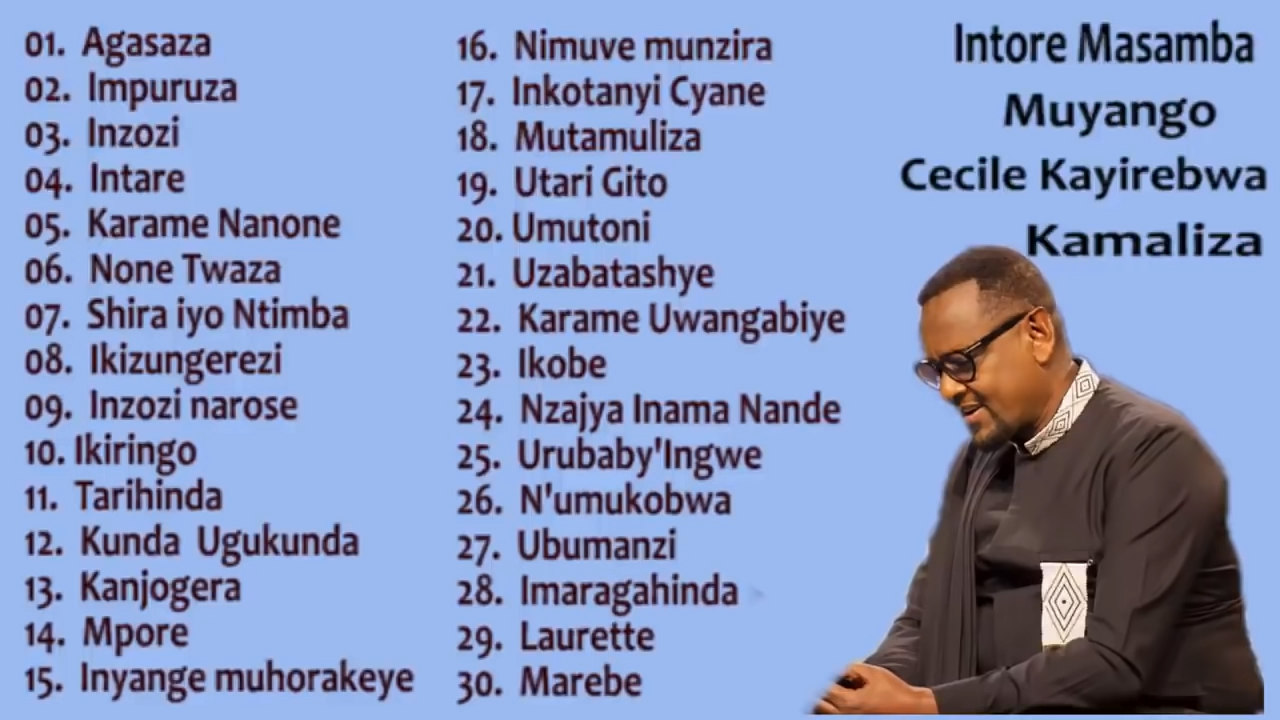 01. Agasaza
02. Impuruza
03. Inzozi
04. Intare
05. Karame Nanone
06. None Twaza
07. Shira iyo Ntimba
08. Ikizungerezi
09. Inzozi narose
10. Ikiringo
11. Tarihinda
12. Kunda Ugukunda
13. Kanjogera
14. Mpore
15. Inyange muhorakeye
16. Nimuve munzira
17. Inkotanyi Cyane
18. Mutamuliza
19. Utari Gito
20. Umutoni
21. Uzabatashye
22. Karame Uwangabiye
23. Ikobe
24. Nzajya Inama Nande
25. Urubaby'Ingwe
26. N'umukobwa
27. Ubumanzi
28. Imaragahinda
29. Laurette
30. Marebe
Intore Masamba
Muyango
Cecile Kayirebwa
Kamaliza